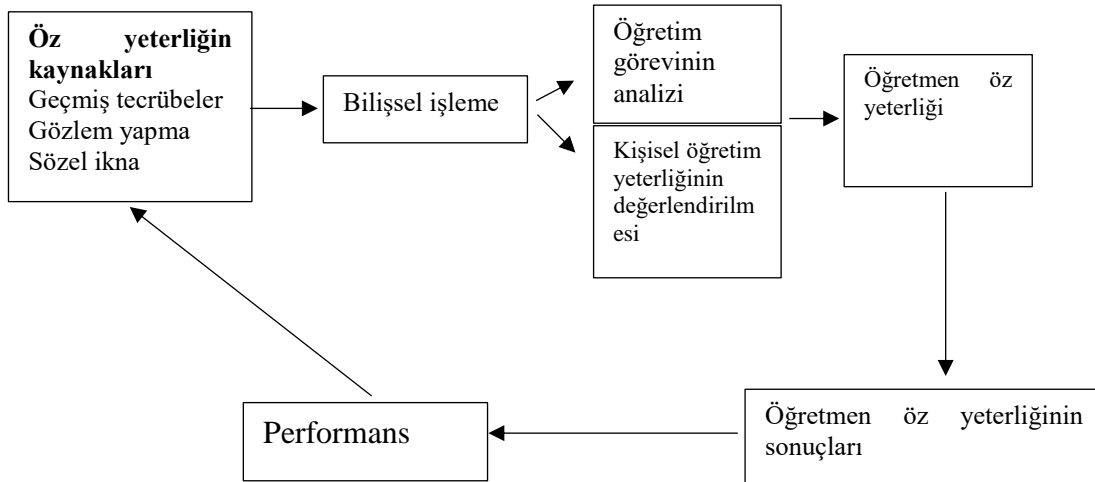 Öz yeterliğin
kaynakları
Geçmiş tecrübeler
Gözlem yapma
Sözel ikna
Bilişsel işleme
Öğretim
görevinin
analizi
Kişisel öğretim
yeterliğinin
değerlendirilm
esi
Öğretmen öz
yeterliği
Öğretmen öz yeterliğinin
sonuçları
Performans